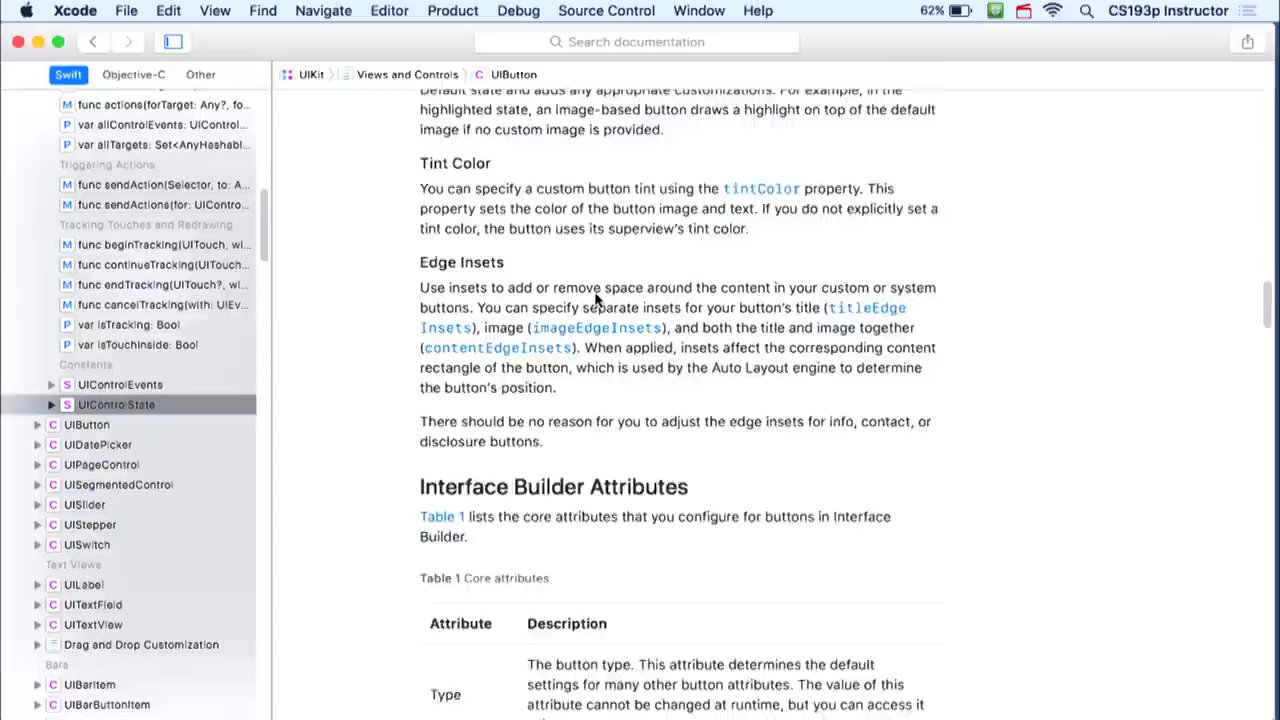 Xcode File Edit View Find Navigate Editor Product Debug Source Control Window Help 62% CS193p Instructor
Search documentation
Swift Objective-C Other
UIKit Views and Controls C UIButton
M func actions(forTarget: Any?, fo...
P var allControlEvents: UIControl...
P var allTargets: Set<AnyHashabl...
Triggering Actions
M func sendAction(Selector, to: A...
M func sendActions(for: UIContro...
Tracking Touches and Redrawing
M func beginTracking(UITouch, wi...
M func continueTracking(UITouch...
M func endTracking(UITouch?, wi...
M func cancelTracking(with: UIEv...
P var isTracking: Bool
P var isTouchInside: Bool
Constants
S UIControlEvents
S UIControlState
C UIButton
C UIDatePicker
C UIPageControl
C UISegmentedControl
C UISlider
C UIStepper
C UISwitch
Text Views
C UILabel
C UITextField
C UITextView
Drag and Drop Customization
Bars
C UIBarItem
C UIBarButtonItem
Default state and adds any appropriate customizations. For example, in the
highlighted state, an image-based button draws a highlight on top of the default
image if no custom image is provided.
Tint Color
You can specify a custom button tint using the tintColor property. This
property sets the color of the button image and text. If you do not explicitly set a
tint color, the button uses its superview's tint color.
Edge Insets
Use insets to add or remove space around the content in your custom or system
buttons. You can specify separate insets for your button's title (titleEdge
Insets), image (imageEdgeInsets), and both the title and image together
(contentEdgeInsets). When applied, insets affect the corresponding content
rectangle of the button, which is used by the Auto Layout engine to determine
the button's position.
There should be no reason for you to adjust the edge insets for info, contact, or
disclosure buttons.
Interface Builder Attributes
Table 1 lists the core attributes that you configure for buttons in Interface
Builder.
Table 1 Core attributes
Attribute Description
Type
The button type. This attribute determines the default
settings for many other button attributes. The value of this
attribute cannot be changed at runtime, but you can access it